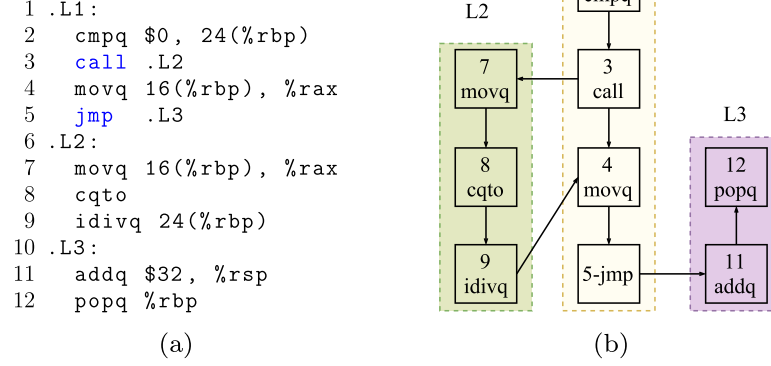 1 .L1:
2 cmpq $0, 24(%rbp)
3 call .L2
4 movq 16(%rbp), %rax
5 jmp .L3
6 .L2:
7 movq 16(%rbp), %rax
8 cqto
9 idivq 24(%rbp)
10 .L3:
11 addq $32, %rsp
12 popq %rbp
(a)
L2
cmpq
7
movq
3
call
L3
8
cqto
4
movq
12
popq
9
idivq
5-jmp
11
addq
(b)